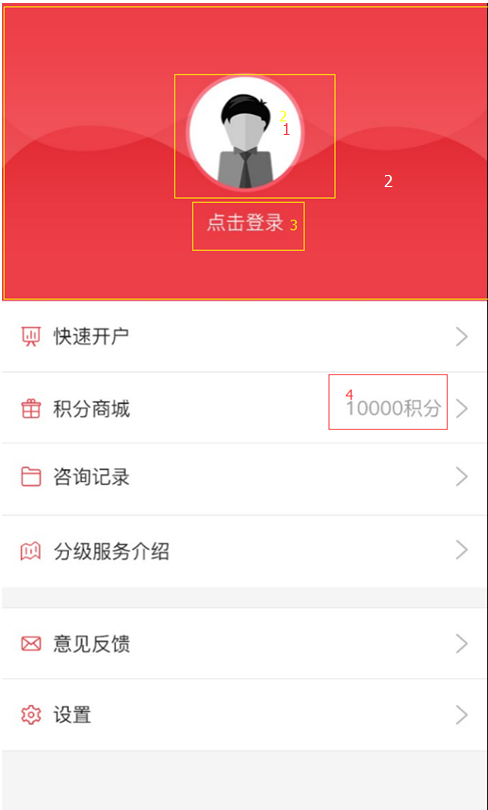 2
1
2
点击登录 3
快速开户
4
积分商城 10000积分
咨询记录
分级服务介绍
意见反馈
设置